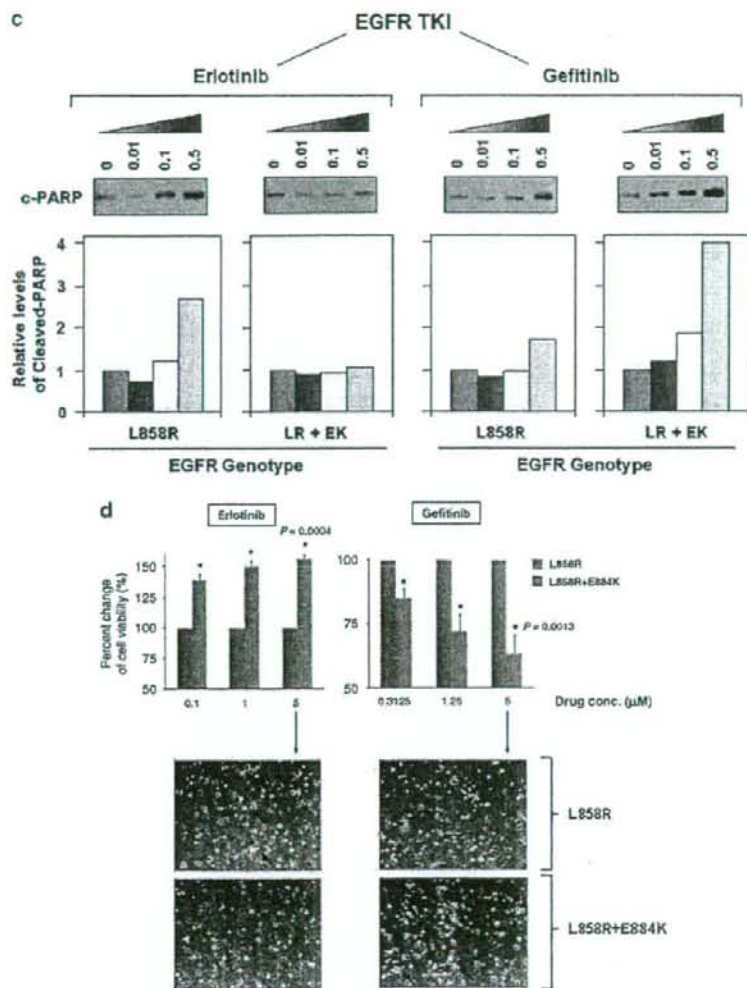 c
EGFR TKI
Erlotinib
Gefitinib
0 0.01 0.1 0.5
0 0.01 0.1 0.5
0 0.01 0.1 0.5
0 0.01 0.1 0.5
c-PARP
Relative levels
of Cleaved-PARP
4
3
2
1
0
L858R
LR + EK
L858R
LR + EK
EGFR Genotype
EGFR Genotype
d
Erlotinib
Gefitinib
P = 0.0004
* * *
* * * P = 0.0013
L858R
L858R+E884K
Percent change
of cell viability (%)
150
125
100
75
50
100
75
50
0.1 1 5
0.3125 1.25 5
Drug conc. (μM)
L858R
L858R+E884K